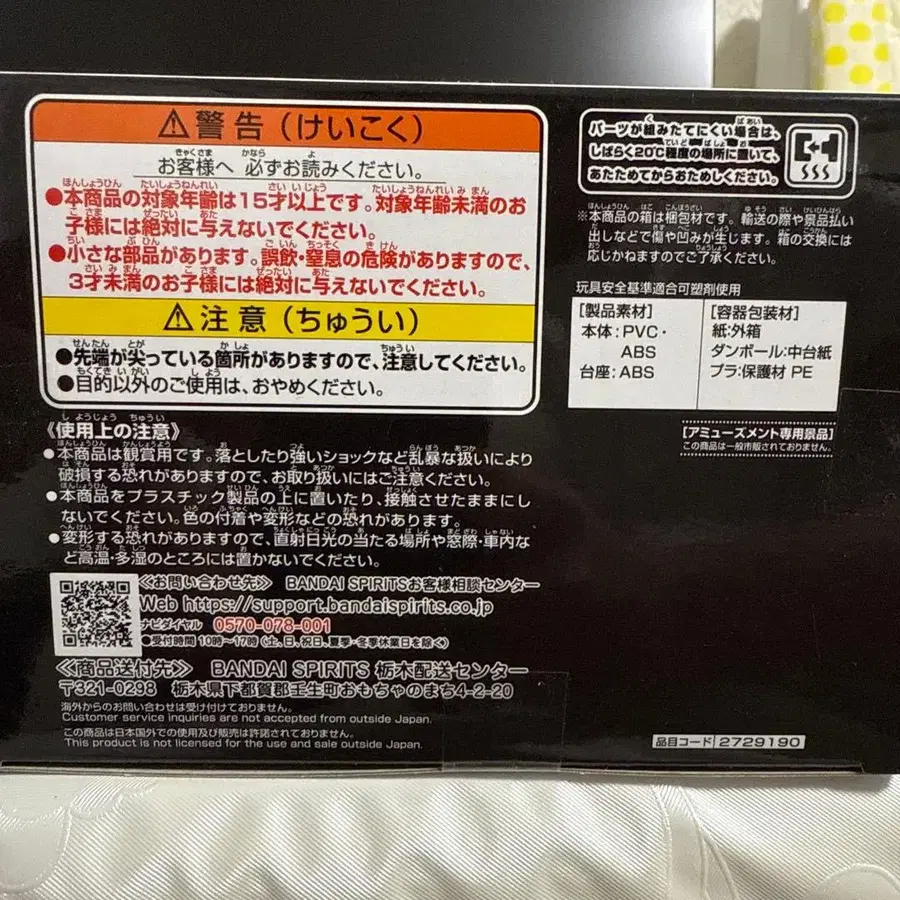 ⚠警告（けいこく）
お客様へ 必ずお読みください。
●本商品の対象年齢は15才以上です。対象年齢未満のお
子様には絶対に与えないでください。
●小さな部品があります。誤飲・窒息の危険がありますので、
3才未満のお子様には絶対に与えないでください。
⚠注意（ちゅうい）
●先端が尖っている箇所がありますので、注意してください。
●目的以外のご使用は、おやめください。
《使用上の注意》
●本商品は観賞用です。落としたり強いショックなど乱暴な扱いにより
破損する恐れがありますので、お取り扱いにはご注意ください。
●本商品をプラスチック製品の上に置いたり、接触させたままにし
ないでください。色の付着や変形などの恐れがあります。
●変形する恐れがありますので、直射日光の当たる場所や窓際・車内な
ど高温・多湿のところには置かないでください。
《お問い合わせ先》 BANDAI SPIRITSお客様相談センター
Web https://support.bandaispirits.co.jp
ナビダイヤル 0570-078-001
●受付時間 10時〜17時（土、日、祝日、夏季・冬季休業日を除く）
《商品送付先》 BANDAI SPIRITS 栃木配送センター
〒321-0298 栃木県下都賀郡壬生町おもちゃのまち4-2-20
海外からのお問い合わせは受け付けておりません。
Customer service inquiries are not accepted from outside Japan.
この商品は日本国外での使用及び販売は許諾されておりません。
This product is not licensed for the use and sale outside Japan.
パーツが組みたてにくい場合は、
しばらく20℃程度の場所に置いて、
あたためてからおためしください。
※本商品の箱は梱包材です。輸送の際や景品払い
出しなどで傷や凹みが生じます。箱の交換には
応じかねますのでご了承ください。
玩具安全基準適合可塑剤使用
[製品素材]
本体:PVC・
ABS
台座:ABS
[容器包装材]
紙:外箱
ダンボール:中台紙
プラ:保護材 PE
[アミューズメント専用景品]
この商品は一般市販されておりません。
品目コード 2729190